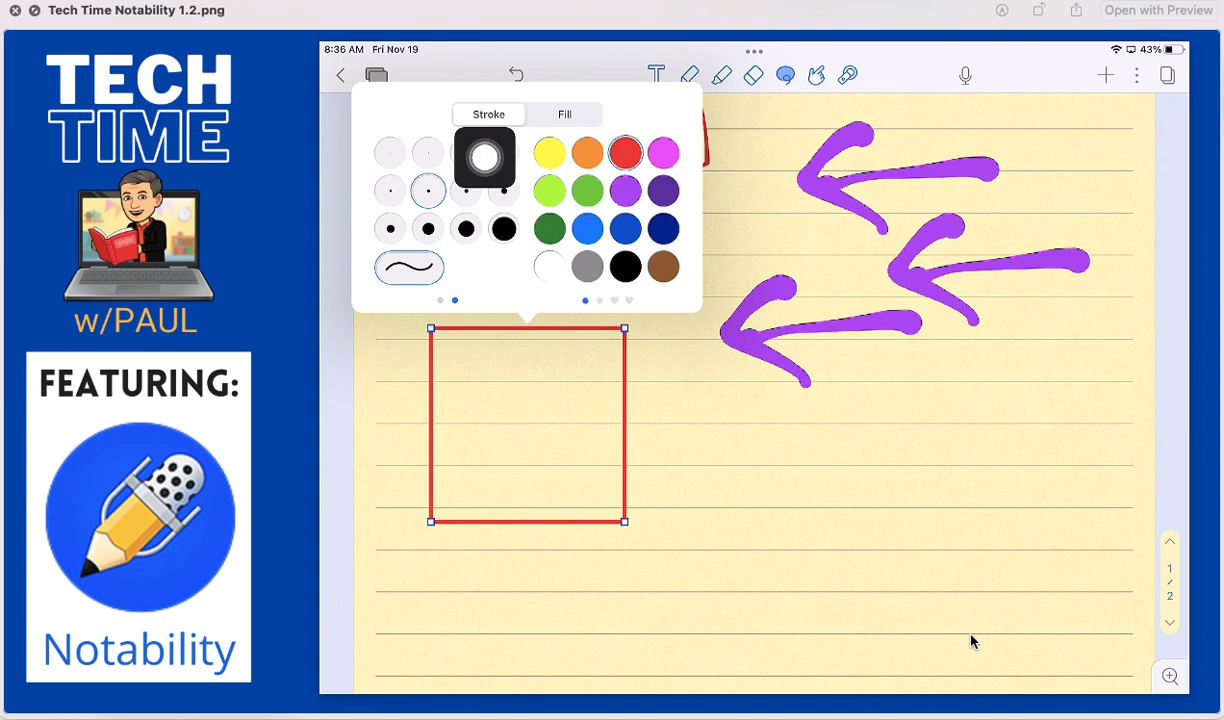 Tech Time Notability 1.2.png
Open with Preview
TECH
TIME
w/PAUL
FEATURING:
Notability
8:36 AM Fri Nov 19
43%
T
Stroke
Fill
1
/
2